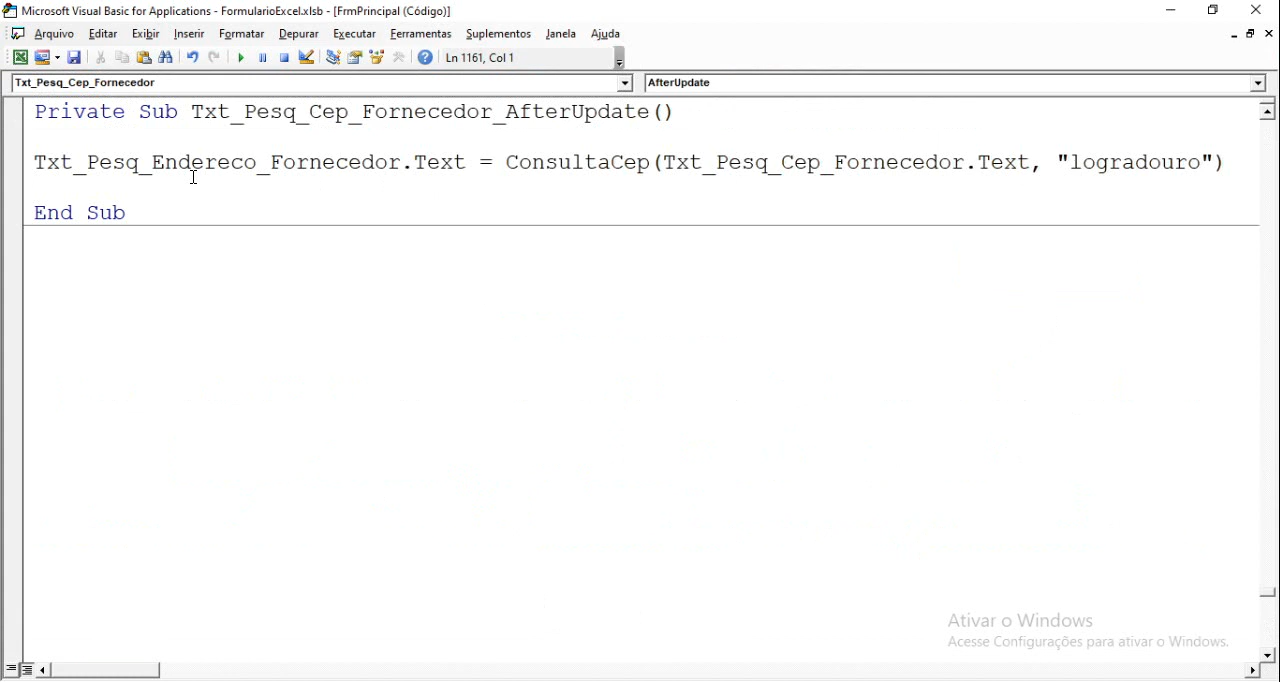 Microsoft Visual Basic for Applications - FormularioExcel.xlsb - [FrmPrincipal (Código)]
Arquivo Editar Exibir Inserir Formatar Depurar Executar Ferramentas Suplementos Janela Ajuda
Ln 1161, Col 1
Txt_Pesq_Cep_Fornecedor AfterUpdate
Private Sub Txt_Pesq_Cep_Fornecedor_AfterUpdate()
Txt_Pesq_Endereco_Fornecedor.Text = ConsultaCep(Txt_Pesq_Cep_Fornecedor.Text, "logradouro")
End Sub
Ativar o Windows
Acesse Configurações para ativar o Windows.